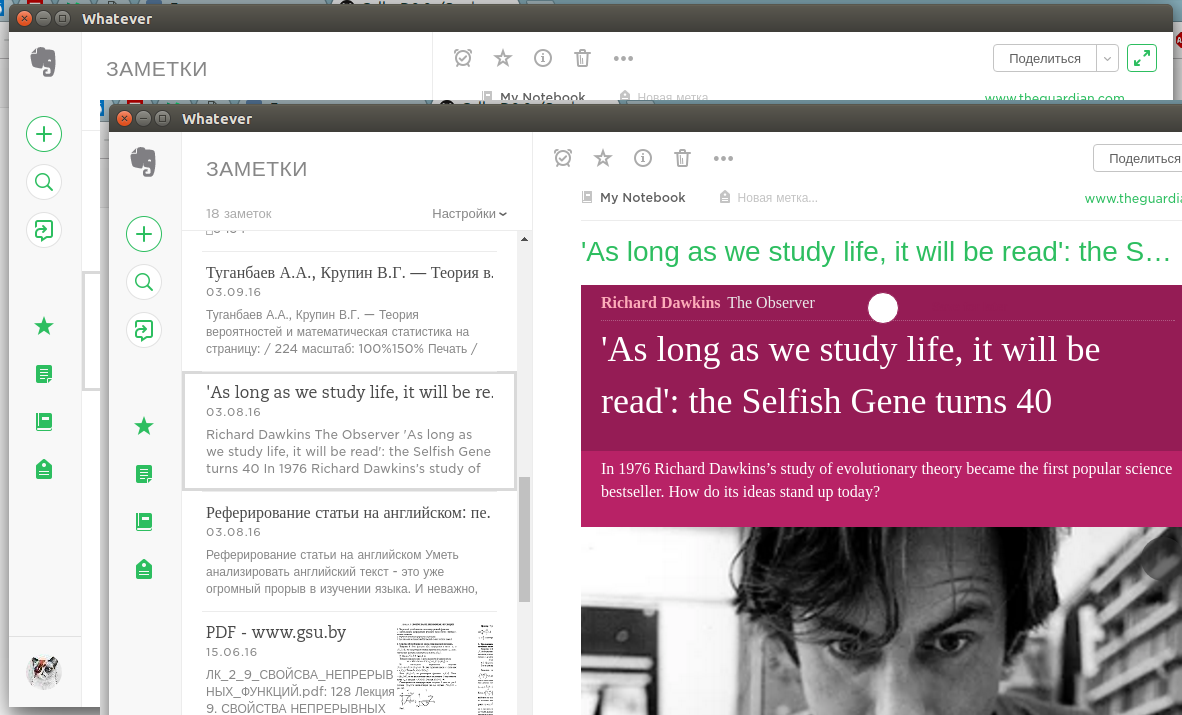 Whatever
ЗАМЕТКИ
Поделиться
My Notebook
Новая метка
www.theguardian.com
Whatever
ЗАМЕТКИ
18 заметок
Настройки
Поделиться
My Notebook
Новая метка...
www.theguardia
Туганбаев А.А., Крупин В.Г. — Теория в.
03.09.16
Туганбаев А.А., Крупин В.Г. — Теория
вероятностей и математическая статистика на
страницу: / 224 масштаб: 100%150% Печать /
'As long as we study life, it will be re.
03.08.16
Richard Dawkins The Observer 'As long as
we study life, it will be read': the Selfish Gene
turns 40 In 1976 Richard Dawkins's study of
Реферирование статьи на английском: пе.
03.08.16
Реферирование статьи на английском Уметь
анализировать английский текст - это уже
огромный прорыв в изучении языка. И неважно,
PDF - www.gsu.by
15.06.16
ЛК_2_9_СВОЙСВА_НЕПРЕРЫВ
НЫХ_ФУНКЦИЙ.pdf: 128 Лекция
9. СВОЙСТВА НЕПРЕРЫВНЫХ
'As long as we study life, it will be read': the S…
Richard Dawkins The Observer
'As long as we study life, it will be
read': the Selfish Gene turns 40
In 1976 Richard Dawkins’s study of evolutionary theory became the first popular science
bestseller. How do its ideas stand up today?